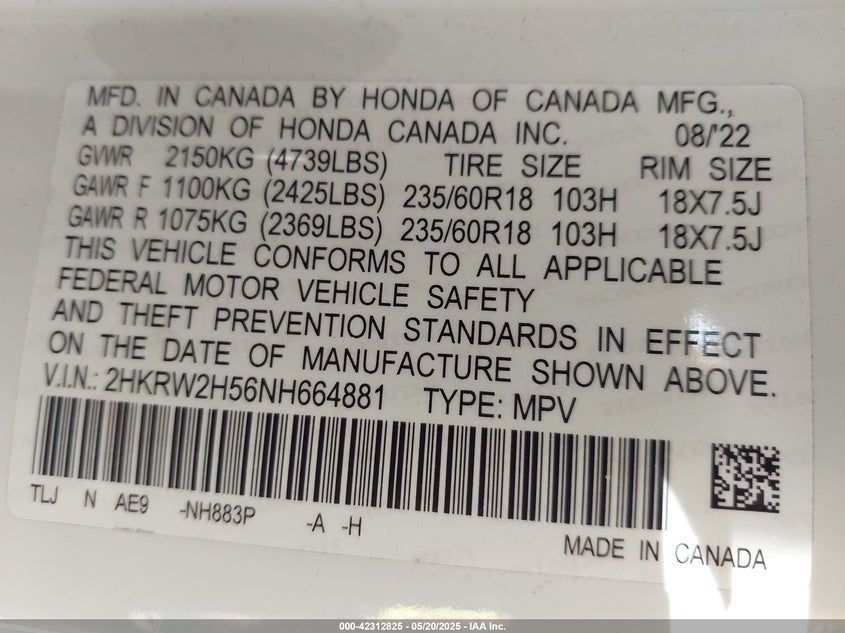 MFD. IN CANADA BY HONDA OF CANADA MFG.,
A DIVISION OF HONDA CANADA INC. 08/'22
GVWR 2150KG (4739LBS) TIRE SIZE RIM SIZE
GAWR F 1100KG (2425LBS) 235/60R18 103H 18X7.5J
GAWR R 1075KG (2369LBS) 235/60R18 103H 18X7.5J
THIS VEHICLE CONFORMS TO ALL APPLICABLE
FEDERAL MOTOR VEHICLE SAFETY
AND THEFT PREVENTION STANDARDS IN EFFECT
ON THE DATE OF MANUFACTURE SHOWN ABOVE.
V.I.N.: 2HKRW2H56NH664881 TYPE: MPV
TLJ N AE9 -NH883P -A -H
MADE IN CANADA
000-42312825 - 05/20/2025 - IAA Inc.